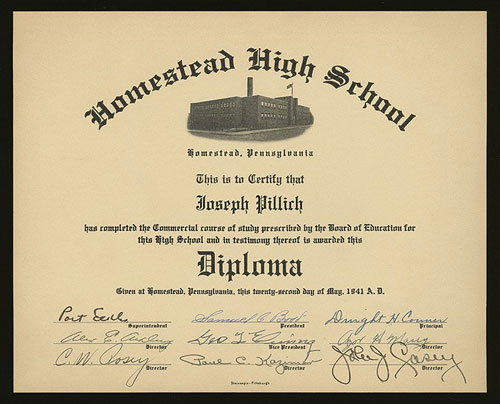 Homestead High School
Homestead, Pennsylvania
This is to Certify that
Joseph Pillich
has completed the Commercial course of study prescribed by the Board of Education for
this High School and in testimony thereof is awarded this
Diploma
Given at Homestead, Pennsylvania, this twenty-second day of May, 1941 A. D.
Superintendent President Principal
Dwight H. Conner
Director Vice President Director
C. W. Posey Paul C. John J. Casey
Director Director Director